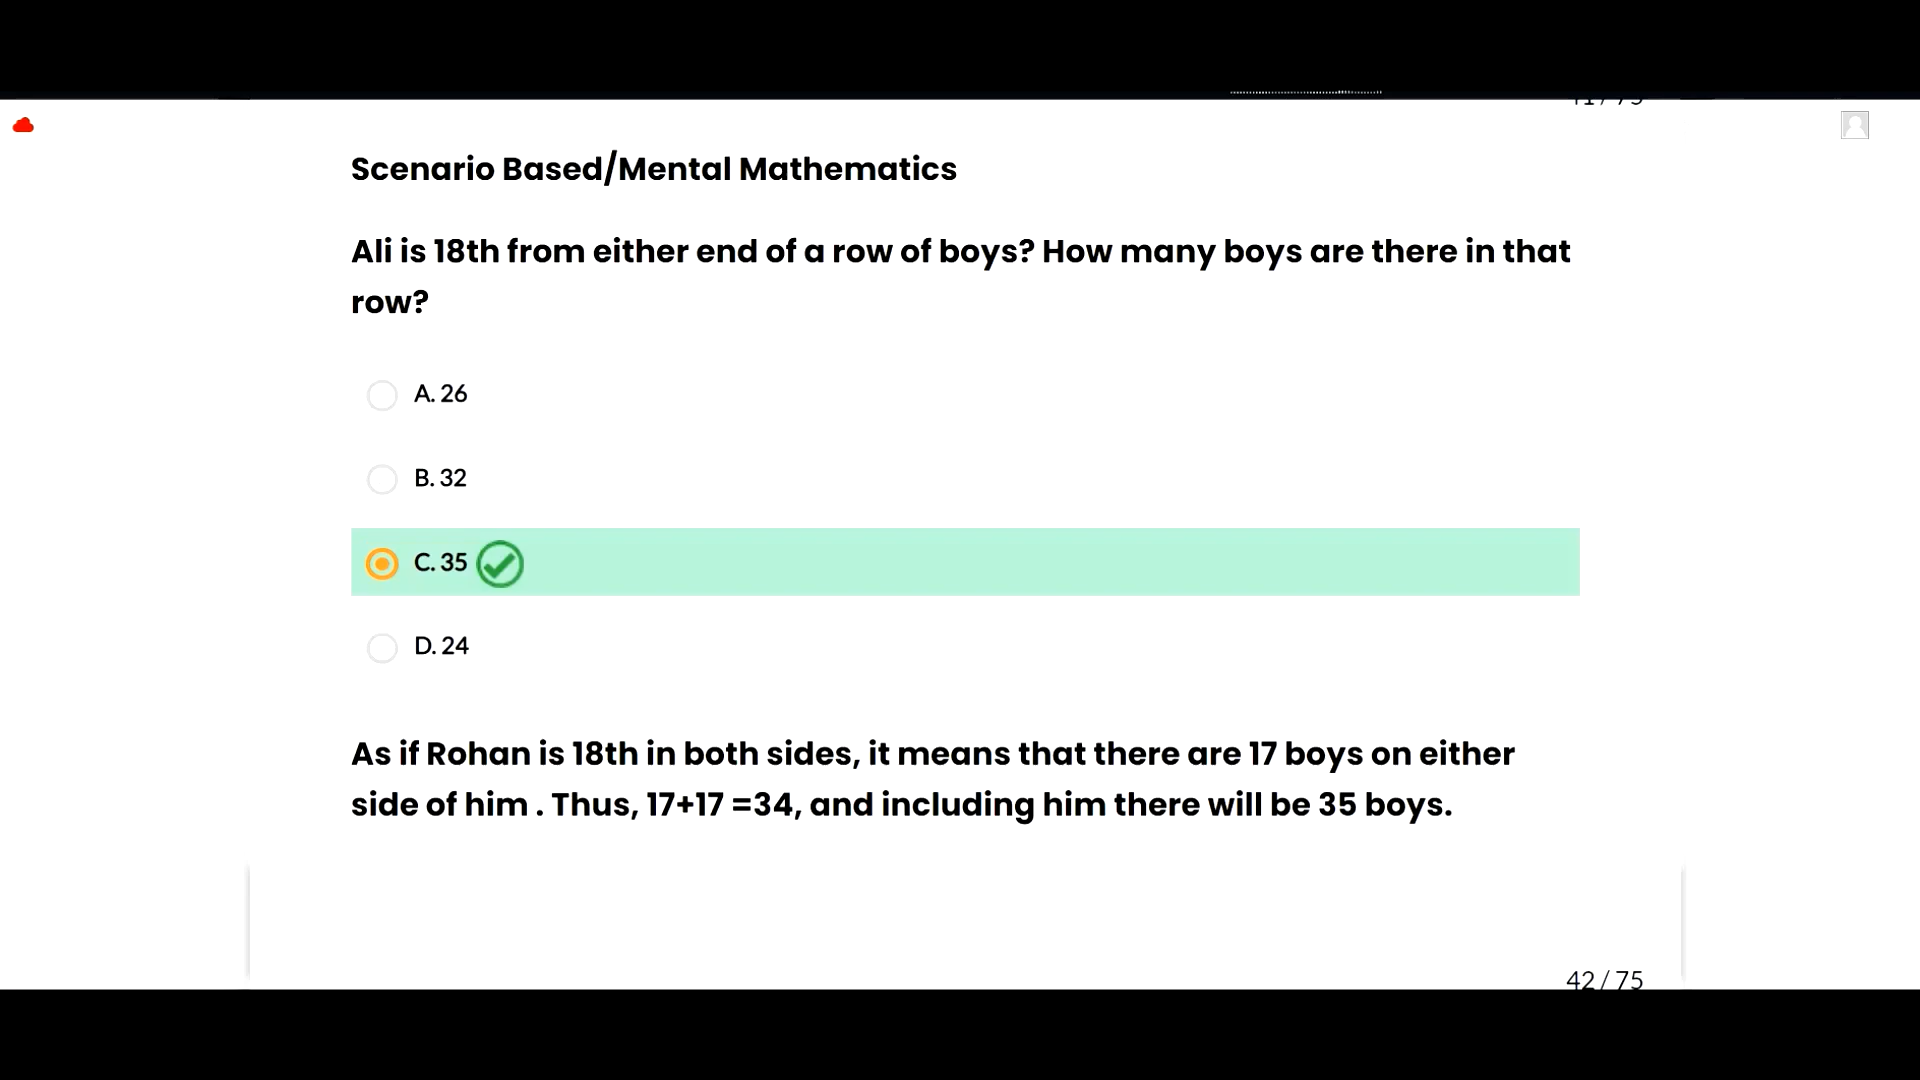 Scenario Based/Mental Mathematics
Ali is 18th from either end of a row of boys? How many boys are there in that
row?
A. 26
B. 32
C. 35
D. 24
As if Rohan is 18th in both sides, it means that there are 17 boys on either
side of him . Thus, 17+17 =34, and including him there will be 35 boys.
42 / 75